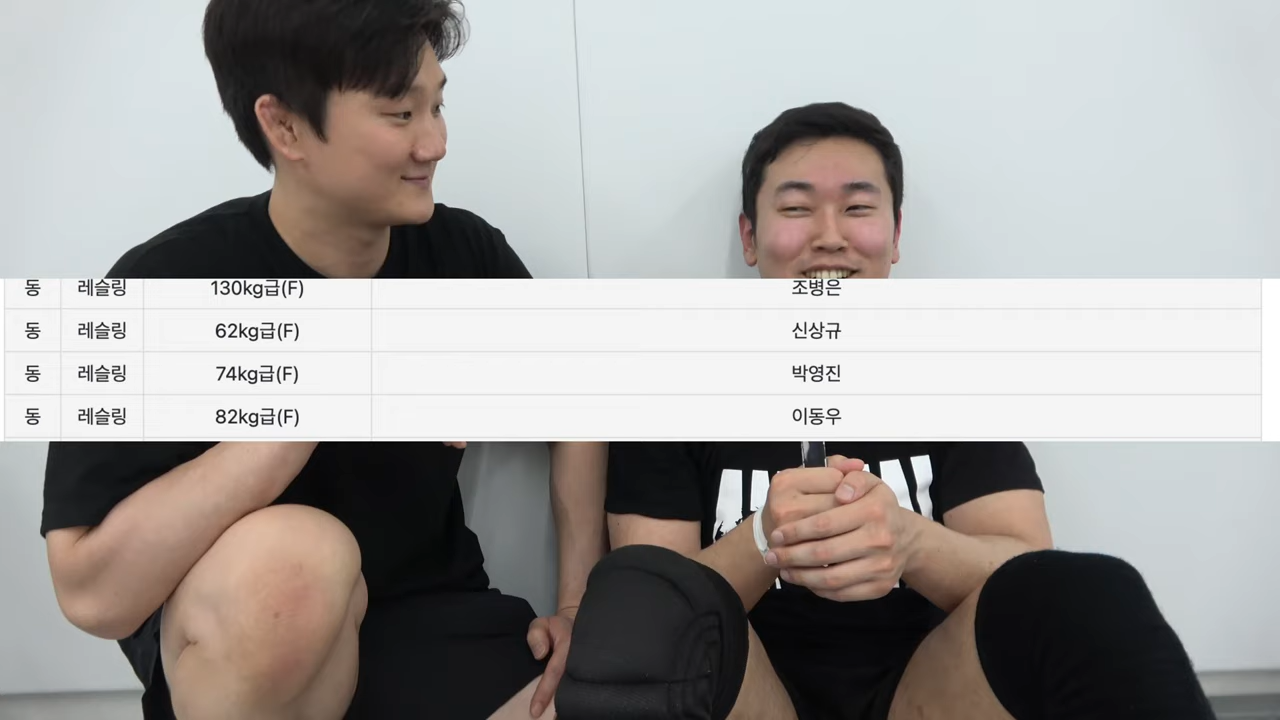 동 레슬링 130kg급(F) 조병은
동 레슬링 62kg급(F) 신상규
동 레슬링 74kg급(F) 박영진
동 레슬링 82kg급(F) 이동우